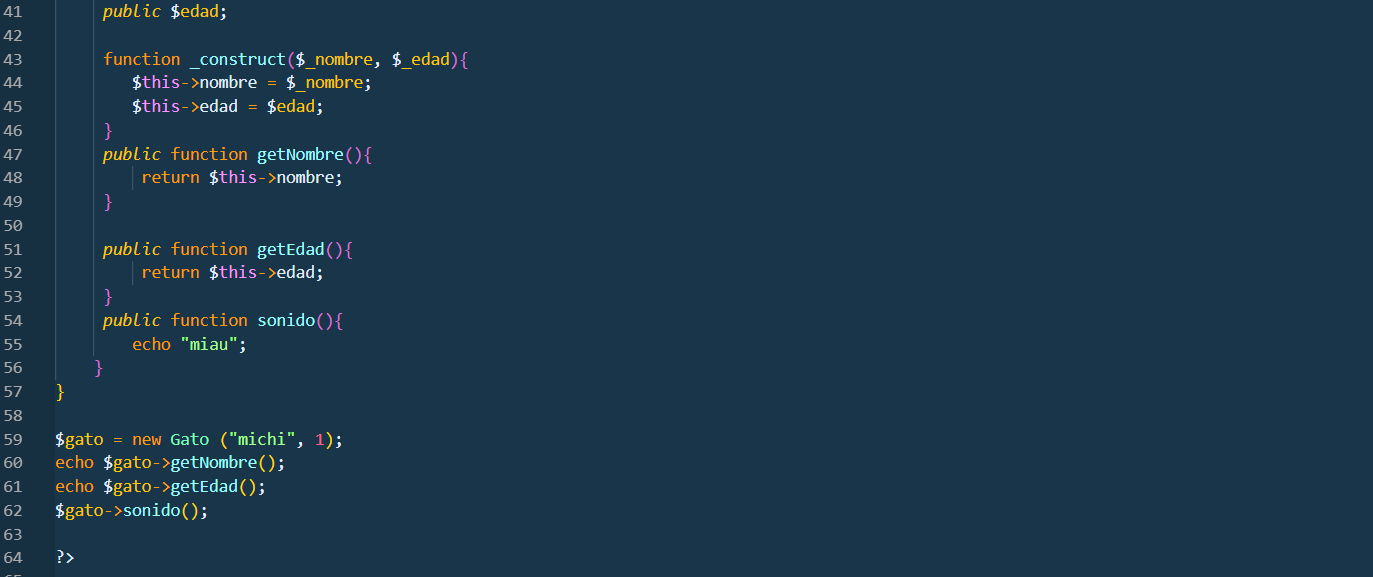 41 public $edad;
42
43 function _construct($_nombre, $_edad){
44 $this->nombre = $_nombre;
45 $this->edad = $edad;
46 }
47 public function getNombre(){
48 return $this->nombre;
49 }
50
51 public function getEdad(){
52 return $this->edad;
53 }
54 public function sonido(){
55 echo "miau";
56 }
57 }
58
59 $gato = new Gato ("michi", 1);
60 echo $gato->getNombre();
61 echo $gato->getEdad();
62 $gato->sonido();
63
64 ?>